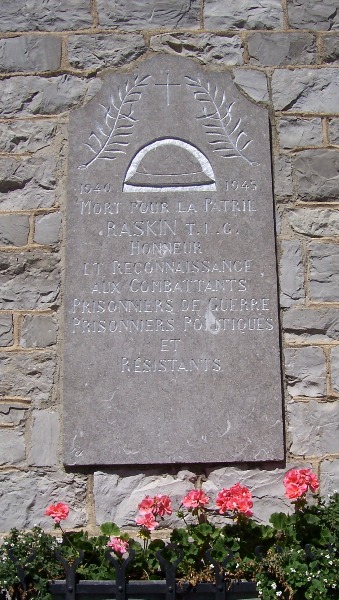 1940 1945
MORT POUR LA PATRIE
RASKIN T.I.G.
HONNEUR
ET RECONNAISSANCE
AUX COMBATTANTS
PRISONNIERS DE GUERRE
PRISONNIERS POLITIQUES
ET
RÉSISTANTS